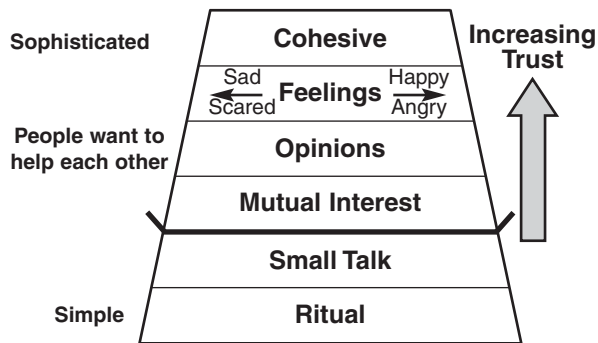 Sophisticated
Cohesive
Increasing
Trust
Sad
Happy
Feelings
Scared
Angry
People want to
help each other
Opinions
Mutual Interest
Small Talk
Simple
Ritual